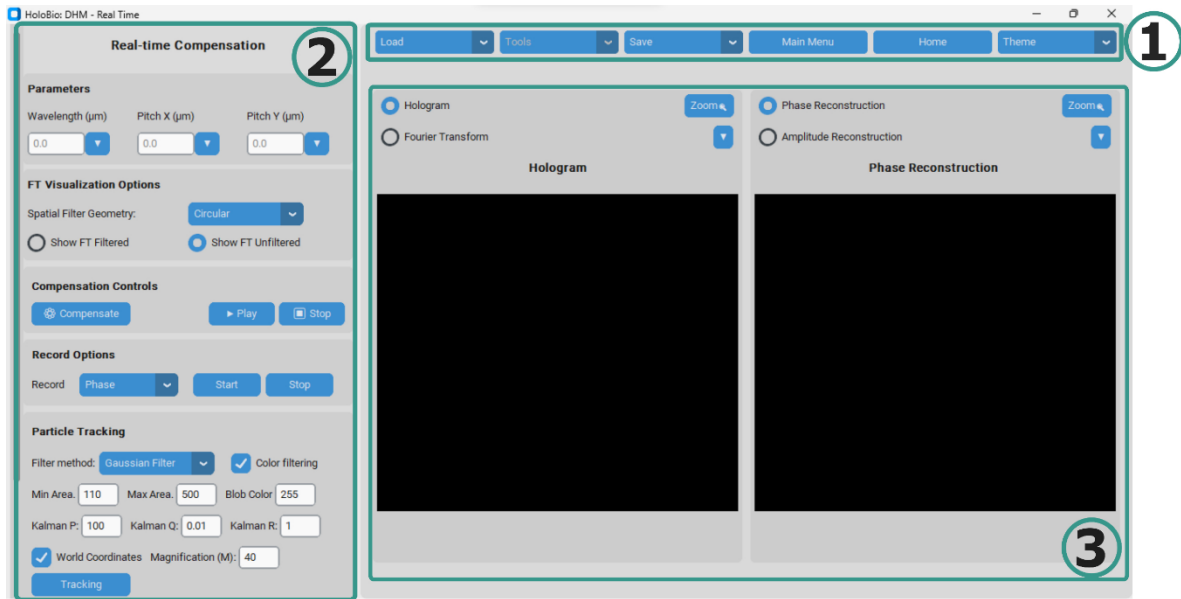 HoloBio: DHM - Real Time
1
Load Tools Save Main Menu Home Theme
2
Real-time Compensation
Parameters
Wavelength (µm) Pitch X (µm) Pitch Y (µm)
0.0 0.0 0.0
FT Visualization Options
Spatial Filter Geometry: Circular
Show FT Filtered Show FT Unfiltered
Compensation Controls
Compensate Play Stop
Record Options
Record Phase Start Stop
Particle Tracking
Filter method: Gaussian Filter Color filtering
Min Area. 110 Max Area. 500 Blob Color 255
Kalman P: 100 Kalman Q: 0.01 Kalman R: 1
World Coordinates Magnification (M): 40
Tracking
Hologram Zoom
Fourier Transform
Hologram
Phase Reconstruction Zoom
Amplitude Reconstruction
Phase Reconstruction
3